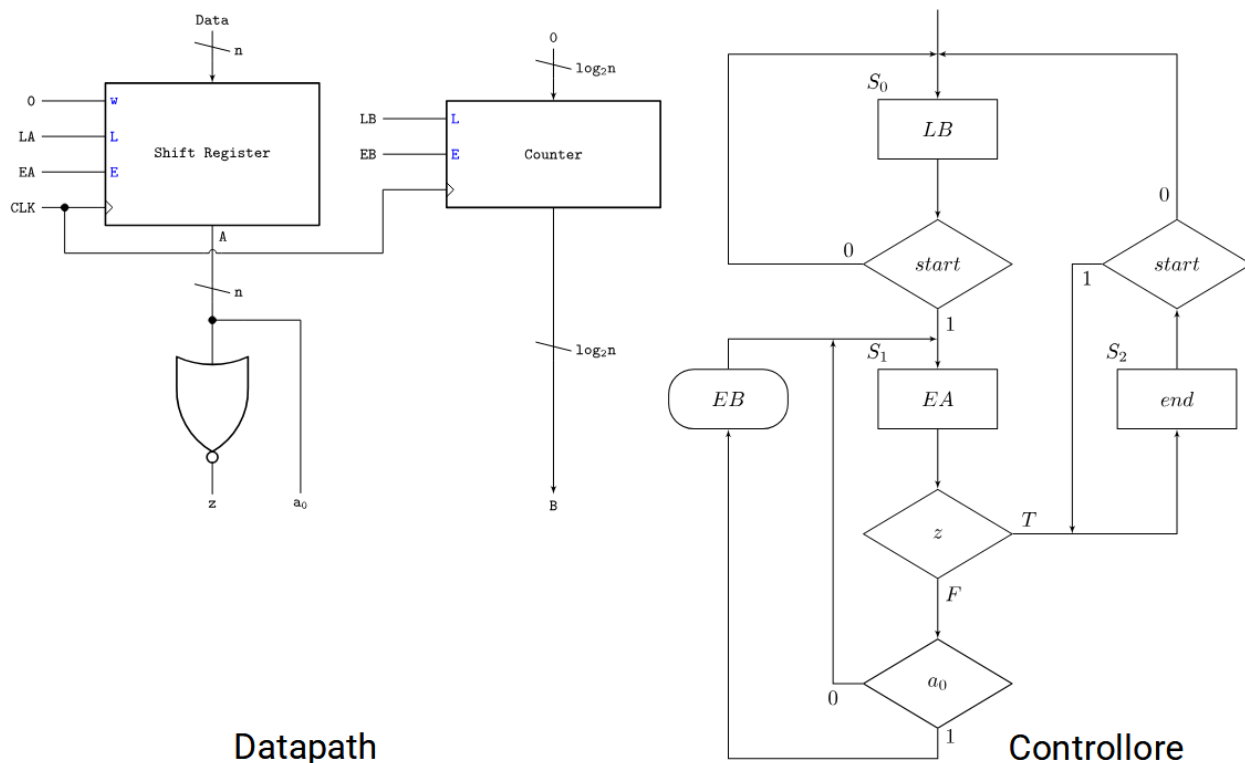 Data
n
0
w
LA
L
EA
E
CLK
Shift Register
A
n
z
a₀
0
log₂n
LB
L
EB
E
Counter
log₂n
B
S₀
LB
start
0
1
S₁
EA
EB
z
T
F
a₀
0
1
S₂
end
start
0
1
Datapath
Controllore